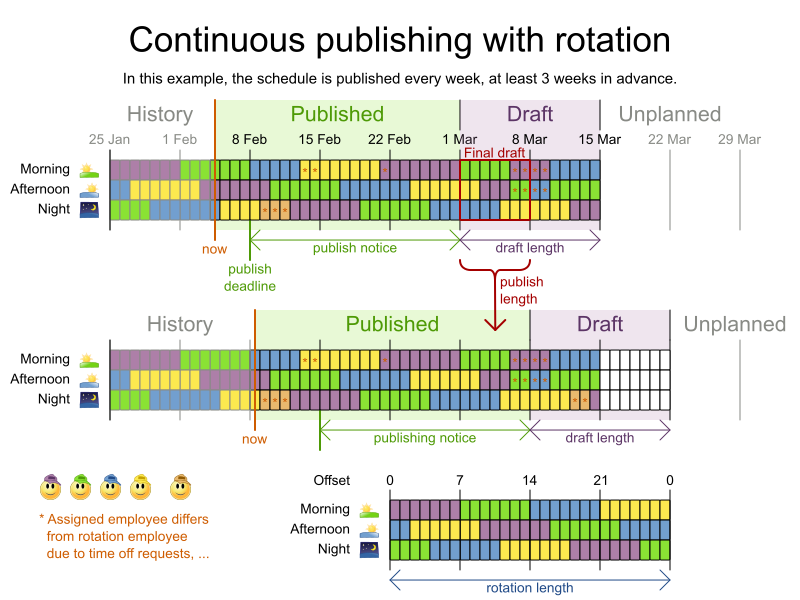 Continuous publishing with rotation
In this example, the schedule is published every week, at least 3 weeks in advance.
History Published Draft Unplanned
25 Jan 1 Feb 8 Feb 15 Feb 22 Feb 1 Mar 8 Mar 15 Mar 22 Mar 29 Mar
Final draft
Morning * * * * * * *
Afternoon * * * *
Night * * *
now publish notice draft length
publish
deadline
publish
length
History Published Draft Unplanned
Morning * * * * * * *
Afternoon * * * *
Night * * * * *
now publishing notice draft length
Offset 0 7 14 21 0
Morning
Afternoon
Night
rotation length
* Assigned employee differs
from rotation employee
due to time off requests, ...